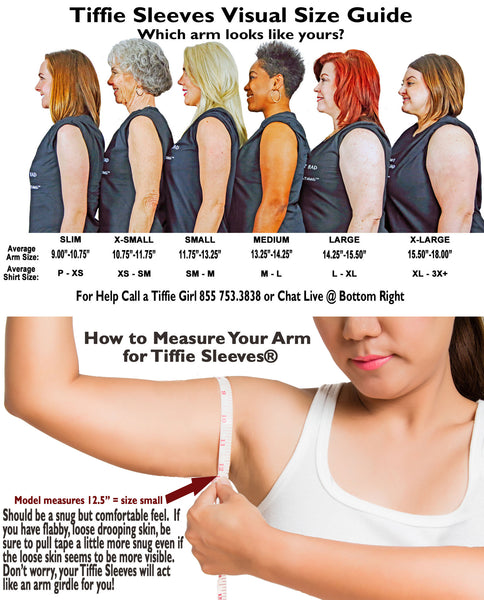 Tiffie Sleeves Visual Size Guide
Which arm looks like yours?
SLIM X-SMALL SMALL MEDIUM LARGE X-LARGE
Average Arm Size: 9.00"-10.75" 10.75"-11.75" 11.75"-13.25" 13.25"-14.25" 14.25"-15.50" 15.50"-18.00"
Average Shirt Size: P - XS XS - SM SM - M M - L L - XL XL - 3X+
For Help Call a Tiffie Girl 855 753.3838 or Chat Live @ Bottom Right
How to Measure Your Arm
for Tiffie Sleeves®
Model measures 12.5” = size small
Should be a snug but comfortable feel. If
you have flabby, loose drooping skin, be
sure to pull tape a little more snug even if
the loose skin seems to be more visible.
Don't worry, your Tiffie Sleeves will act
like an arm girdle for you!